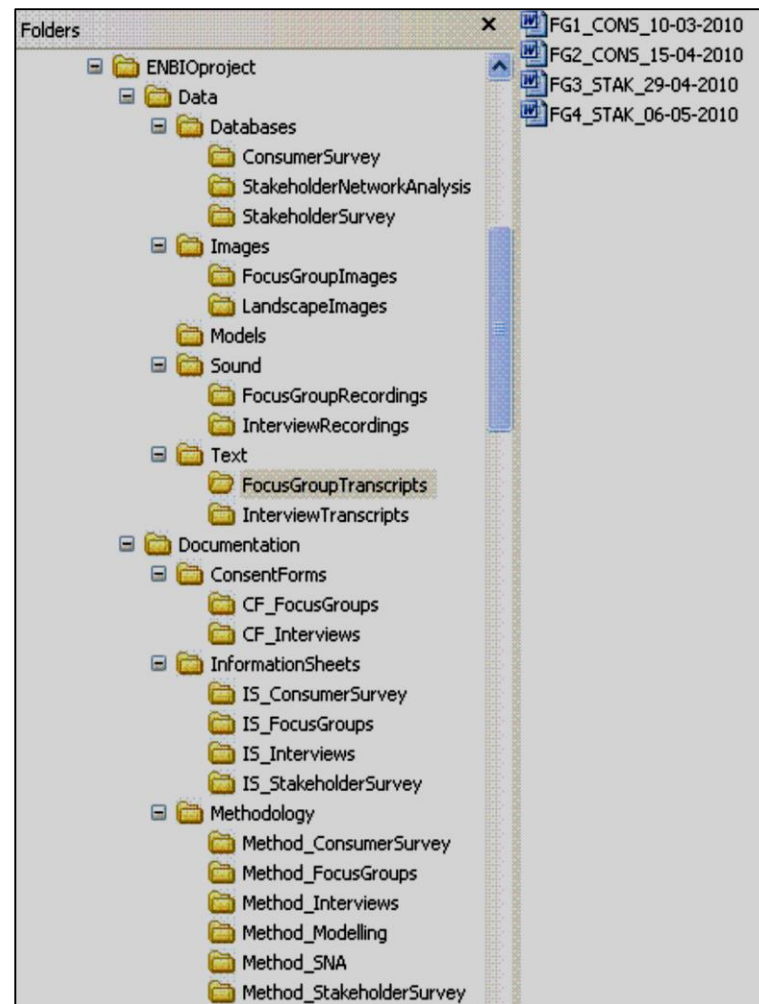 Folders
ENBIOproject
Data
Databases
ConsumerSurvey
StakeholderNetworkAnalysis
StakeholderSurvey
Images
FocusGroupImages
LandscapeImages
Models
Sound
FocusGroupRecordings
InterviewRecordings
Text
FocusGroupTranscripts
InterviewTranscripts
Documentation
ConsentForms
CF_FocusGroups
CF_Interviews
InformationSheets
IS_ConsumerSurvey
IS_FocusGroups
IS_Interviews
IS_StakeholderSurvey
Methodology
Method_ConsumerSurvey
Method_FocusGroups
Method_Interviews
Method_Modelling
Method_SNA
Method_StakeholderSurvey
FG1_CONS_10-03-2010
FG2_CONS_15-04-2010
FG3_STAK_29-04-2010
FG4_STAK_06-05-2010